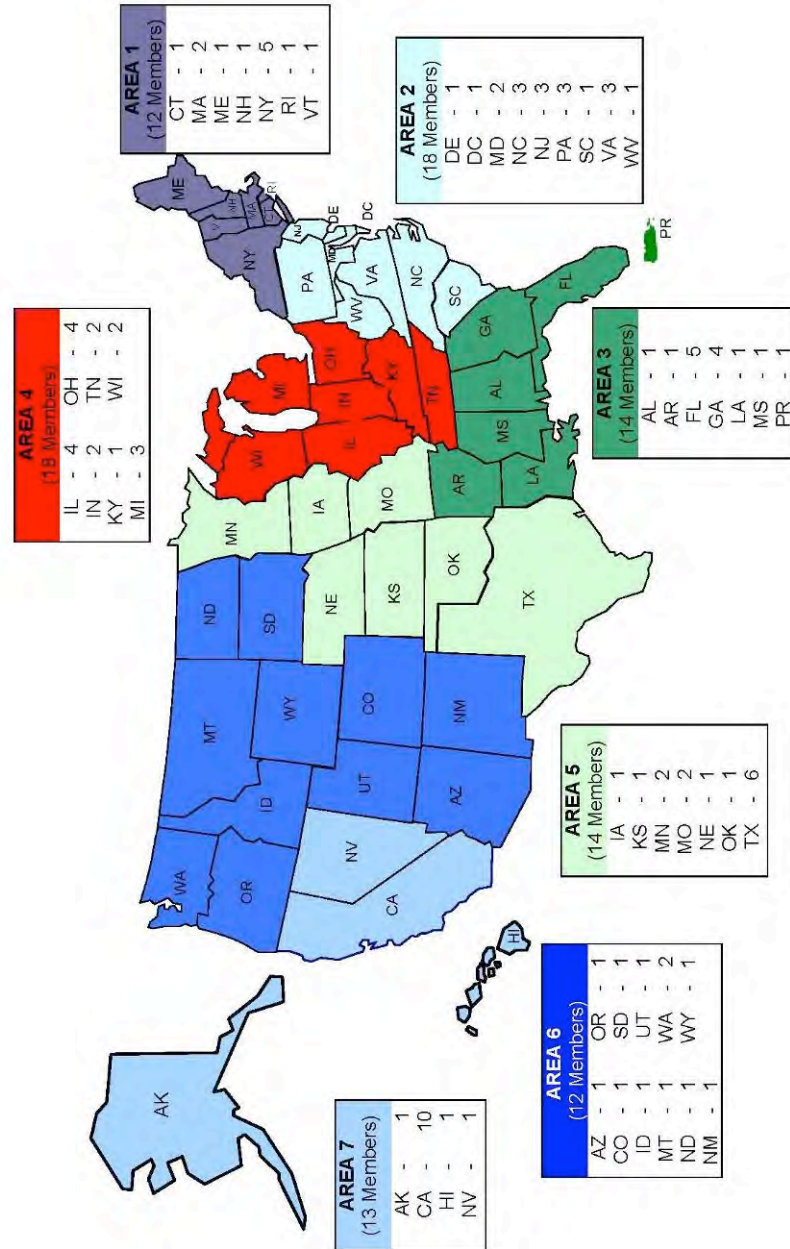 AREA 1
(12 Members)
CT - 1
MA - 2
ME - 1
NH - 1
NY - 5
RI - 1
VT - 1
AREA 2
(18 Members)
DE - 1
DC - 1
MD - 2
NC - 3
NJ - 3
PA - 3
SC - 1
VA - 3
WV - 1
AREA 4
(18 Members)
IL - 4 OH - 4
IN - 2 TN - 2
KY - 1 WI - 2
MI - 3
AREA 3
(14 Members)
AL - 1
AR - 1
FL - 5
GA - 4
LA - 1
MS - 1
PR - 1
AREA 5
(14 Members)
IA - 1
KS - 1
MN - 2
MO - 2
NE - 1
OK - 1
TX - 6
AREA 6
(12 Members)
AZ - 1 OR - 1
CO - 1 SD - 1
ID - 1 UT - 1
MT - 1 WA - 2
ND - 1 WY - 1
NM - 1
AREA 7
(13 Members)
AK - 1
CA - 10
HI - 1
NV - 1
AK
HI
WA
OR
CA
NV
ID
MT
WY
UT
AZ
CO
NM
ND
SD
NE
KS
OK
TX
MN
IA
MO
AR
LA
WI
IL
MI
IN
OH
KY
TN
MS
AL
GA
FL
SC
NC
VA
WV
PA
MD
DE
DC
NJ
NY
V
NH
MA
CT
RI
ME
PR